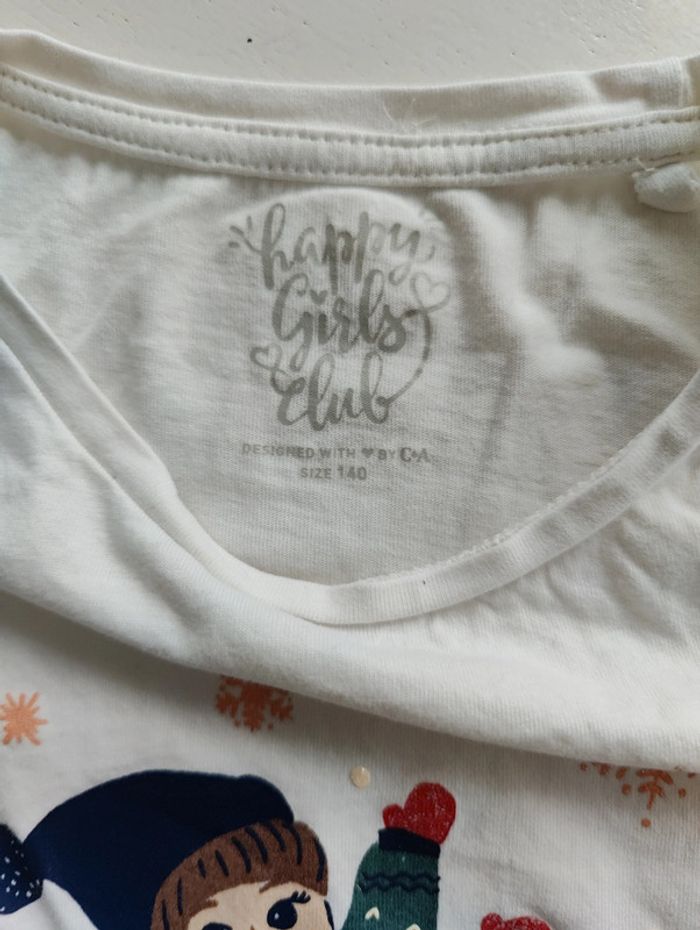 happy
Girls
Club
DESIGNED WITH ♥ BY C&A
SIZE 140